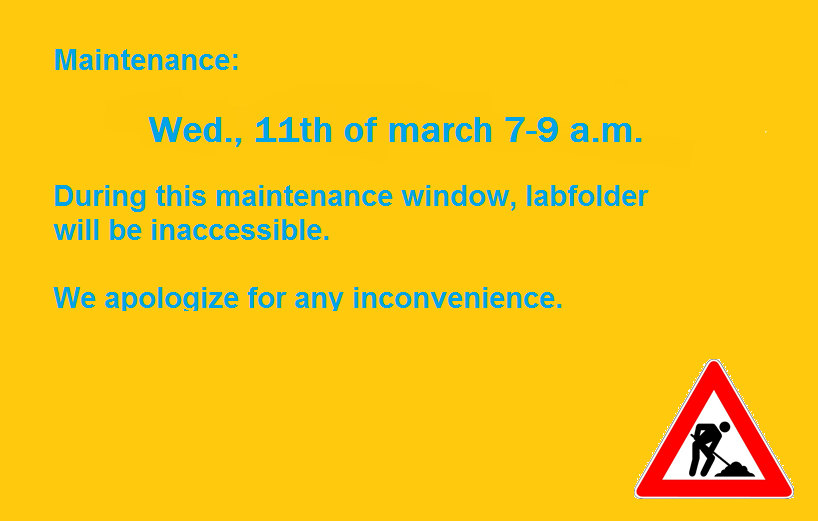 Maintenance:
Wed., 11th of march 7-9 a.m.
During this maintenance window, labfolder
will be inaccessible.
We apologize for any inconvenience.